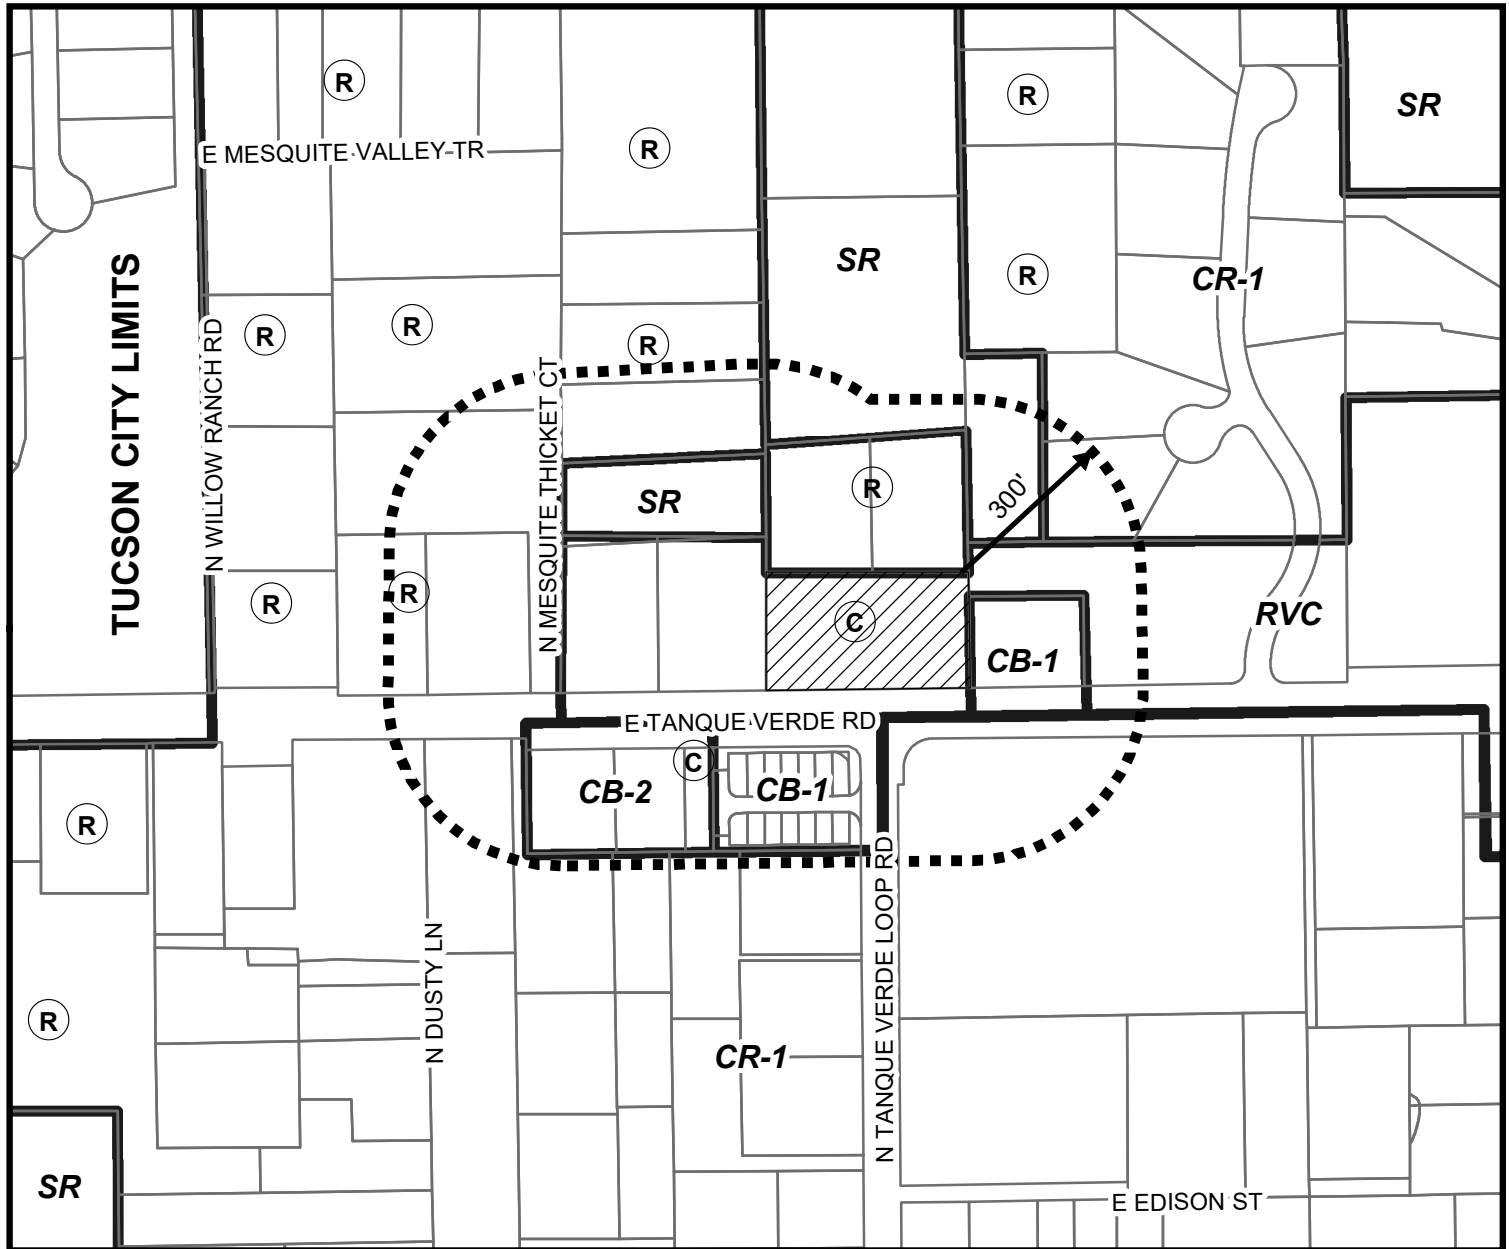 R
R
SR
E MESQUITE VALLEY TR
R
SR
R
CR-1
TUCSON CITY LIMITS
N WILLOW RANCH RD
R
R
R
N MESQUITE THICKET CT
SR
R
300'
R
R
C
RVC
CB-1
E TANQUE VERDE RD
C
CB-2
CB-1
R
N DUSTY LN
N TANQUE VERDE LOOP RD
R
CR-1
SR
E EDISON ST